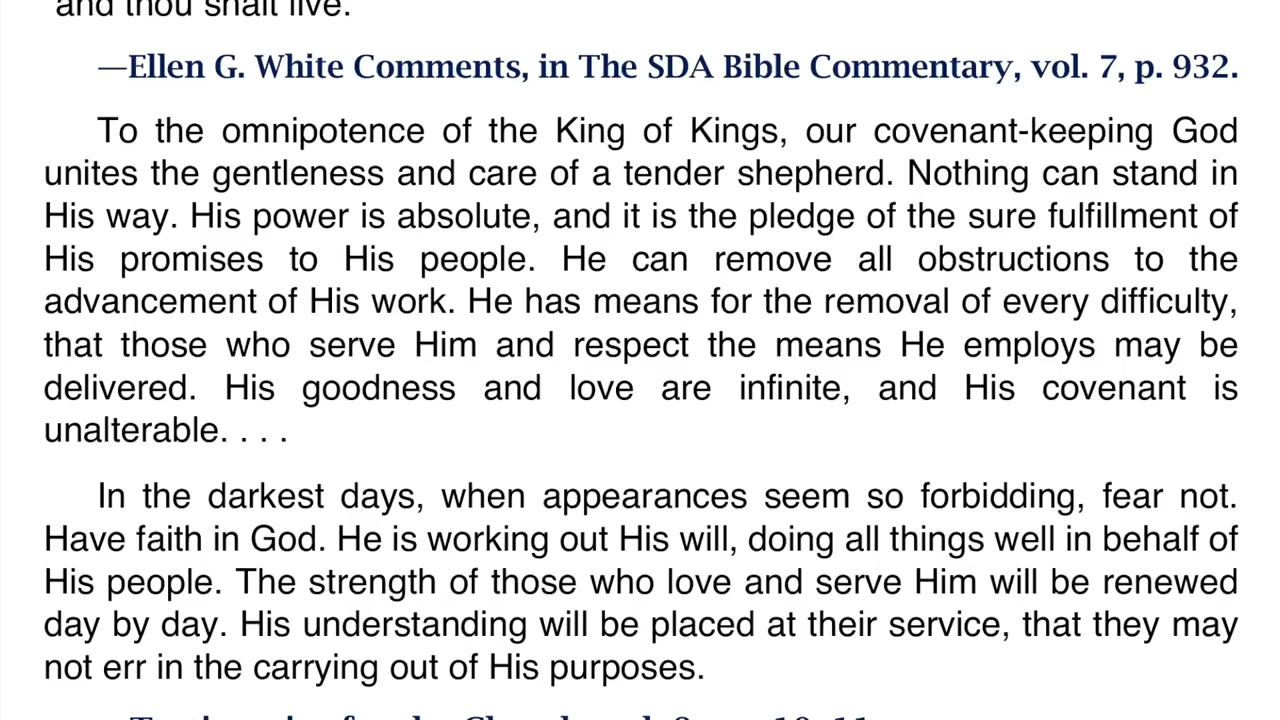 and thou shalt live.
—Ellen G. White Comments, in The SDA Bible Commentary, vol. 7, p. 932.
To the omnipotence of the King of Kings, our covenant-keeping God
unites the gentleness and care of a tender shepherd. Nothing can stand in
His way. His power is absolute, and it is the pledge of the sure fulfillment of
His promises to His people. He can remove all obstructions to the
advancement of His work. He has means for the removal of every difficulty,
that those who serve Him and respect the means He employs may be
delivered. His goodness and love are infinite, and His covenant is
unalterable. . . .
In the darkest days, when appearances seem so forbidding, fear not.
Have faith in God. He is working out His will, doing all things well in behalf of
His people. The strength of those who love and serve Him will be renewed
day by day. His understanding will be placed at their service, that they may
not err in the carrying out of His purposes.